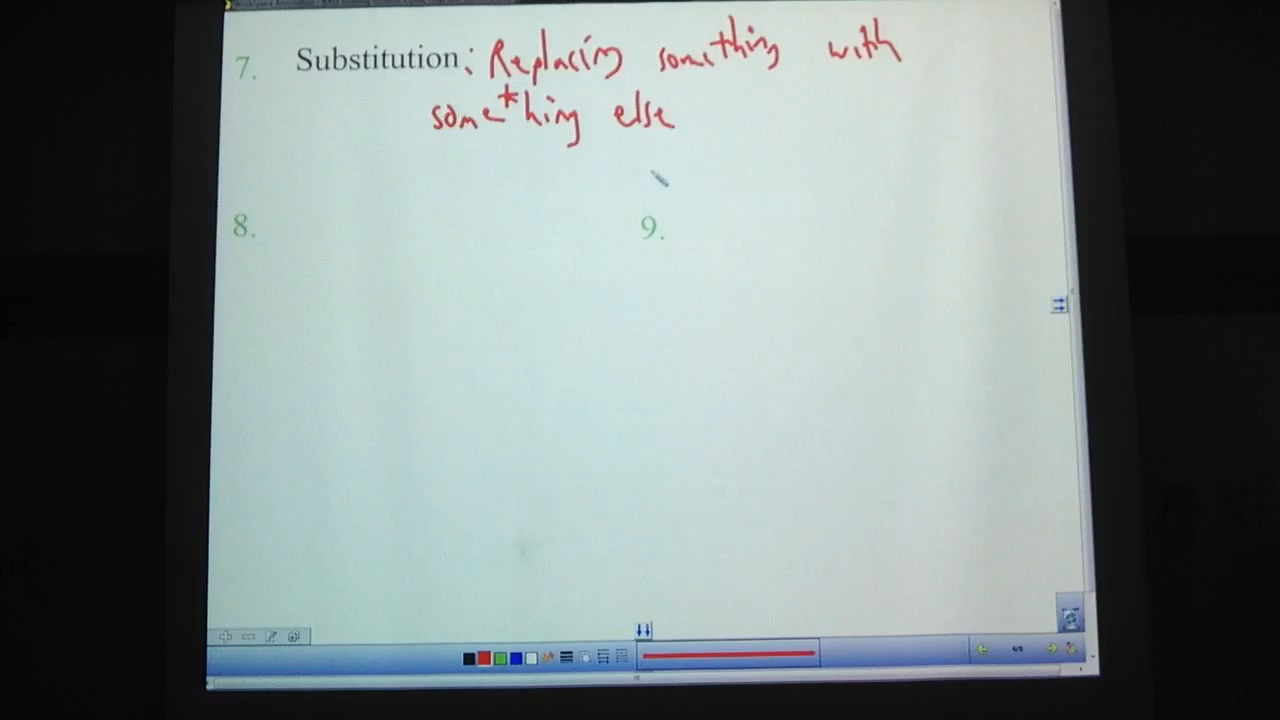 7. Substitution: Replacing something with
something else
8. 9.